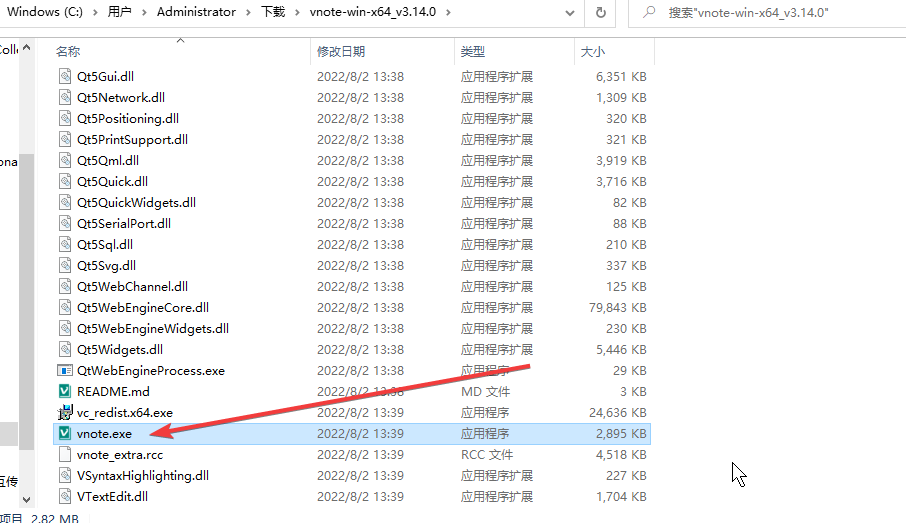 Windows (C:) > 用户 > Administrator > 下载 > vnote-win-x64_v3.14.0 > 搜索"vnote-win-x64_v3.14.0"
名称 修改日期 类型 大小
Qt5Gui.dll 2022/8/2 13:38 应用程序扩展 6,351 KB
Qt5Network.dll 2022/8/2 13:38 应用程序扩展 1,309 KB
Qt5Positioning.dll 2022/8/2 13:38 应用程序扩展 320 KB
Qt5PrintSupport.dll 2022/8/2 13:38 应用程序扩展 321 KB
Qt5Qml.dll 2022/8/2 13:38 应用程序扩展 3,919 KB
Qt5Quick.dll 2022/8/2 13:38 应用程序扩展 3,716 KB
Qt5QuickWidgets.dll 2022/8/2 13:38 应用程序扩展 82 KB
Qt5SerialPort.dll 2022/8/2 13:38 应用程序扩展 88 KB
Qt5Sql.dll 2022/8/2 13:38 应用程序扩展 210 KB
Qt5Svg.dll 2022/8/2 13:38 应用程序扩展 337 KB
Qt5WebChannel.dll 2022/8/2 13:38 应用程序扩展 125 KB
Qt5WebEngineCore.dll 2022/8/2 13:38 应用程序扩展 79,843 KB
Qt5WebEngineWidgets.dll 2022/8/2 13:38 应用程序扩展 230 KB
Qt5Widgets.dll 2022/8/2 13:38 应用程序扩展 5,446 KB
QtWebEngineProcess.exe 2022/8/2 13:38 应用程序 29 KB
README.md 2022/8/2 13:38 MD 文件 3 KB
vc_redist.x64.exe 2022/8/2 13:39 应用程序 24,636 KB
vnote.exe 2022/8/2 13:39 应用程序 2,895 KB
vnote_extra.rcc 2022/8/2 13:39 RCC 文件 4,518 KB
VSyntaxHighlighting.dll 2022/8/2 13:39 应用程序扩展 227 KB
VTextEdit.dll 2022/8/2 13:39 应用程序扩展 1,704 KB
项目 2.82 MB